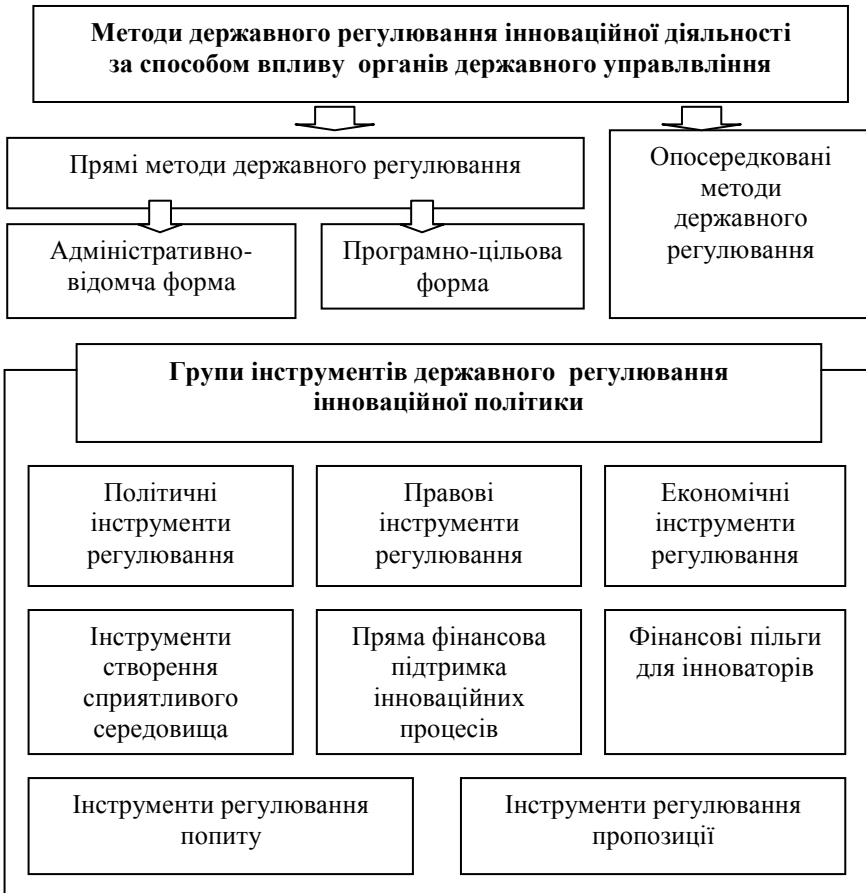 Методи державного регулювання інноваційної діяльності
за способом впливу органів державного управлвління
Прямі методи державного регулювання
Опосередковані
методи
державного
регулювання
Адміністративно-
відомча форма
Програмно-цільова
форма
Групи інструментів державного регулювання
інноваційної політики
Політичні
інструменти
регулювання
Правові
інструменти
регулювання
Економічні
інструменти
регулювання
Інструменти
створення
сприятливого
середовища
Пряма фінансова
підтримка
інноваційних
процесів
Фінансові пільги
для інноваторів
Інструменти регулювання
попиту
Інструменти регулювання
пропозиції